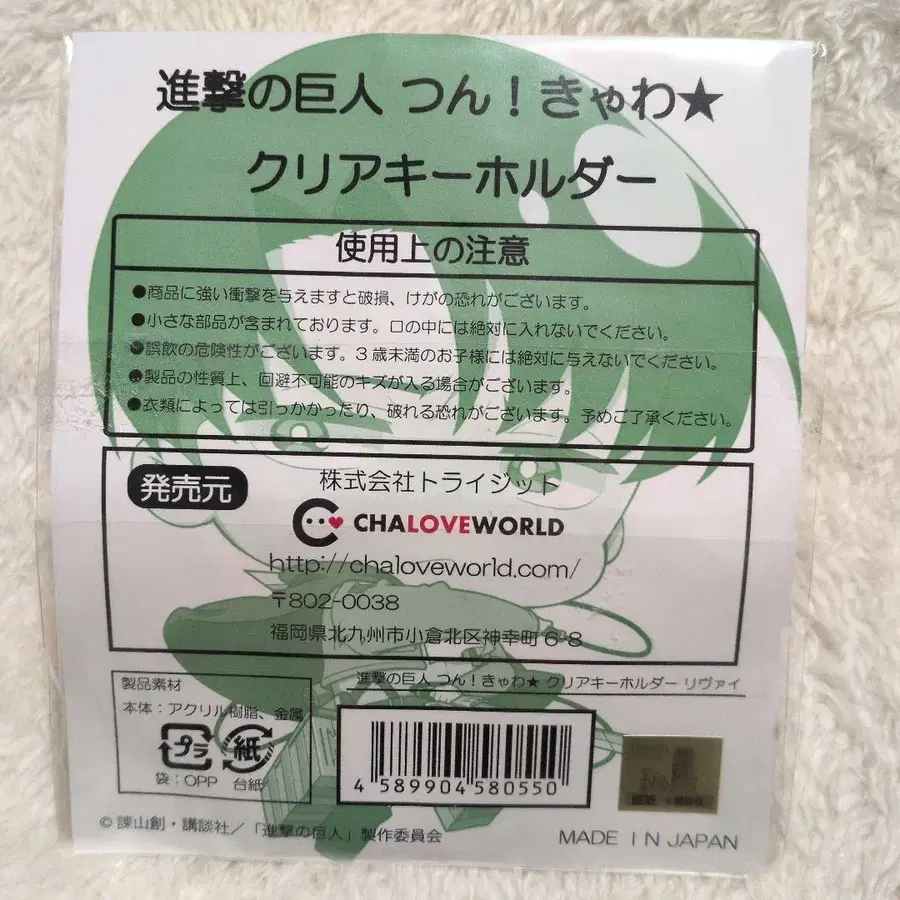 進撃の巨人 つん！きゃわ★
クリアキーホルダー
使用上の注意
●商品に強い衝撃を与えますと破損、けがの恐れがございます。
●小さな部品が含まれております。口の中には絶対に入れないでください。
●誤飲の危険性がございます。3歳未満のお子様には絶対に与えないでください。
●製品の性質上、回避不可能のキズが入る場合がございます。
●衣類によっては引っかかったり、破れる恐れがございます。予めご了承ください。
発売元
株式会社トライジット
CHALOVEWORLD
http://chaloveworld.com/
〒802-0038
福岡県北九州市小倉北区神幸町 6-8
製品素材
本体：アクリル樹脂、金属
プラ
紙
袋：OPP 台紙
進撃の巨人 つん！きゃわ★ クリアキーホルダー リヴァイ
4 589904 580550
© 諫山創・講談社／「進撃の巨人」製作委員会
MADE IN JAPAN